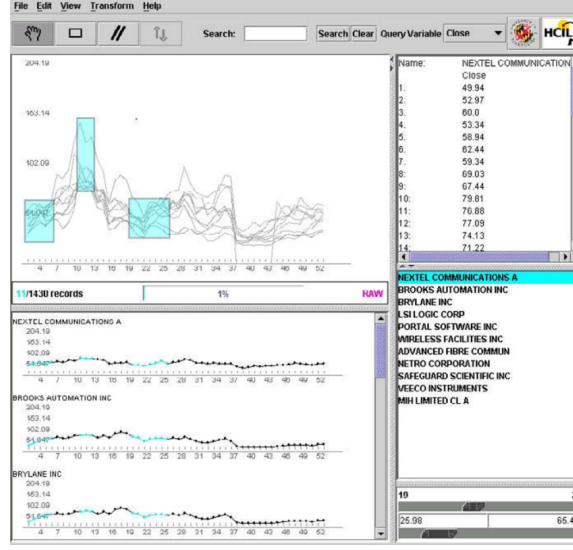 File Edit View Transform Help
Search: Search Clear Query Variable Close
HCIL
204.19
153.14
102.09
51.047
4 7 10 13 16 19 22 25 28 31 34 37 40 43 46 49 52
11/1430 records 1% RAW
NEXTEL COMMUNICATIONS A
204.19
153.14
102.09
51.047
4 7 10 13 16 19 22 25 28 31 34 37 40 43 46 49 52
BROOKS AUTOMATION INC
204.19
153.14
102.09
51.047
4 7 10 13 16 19 22 25 28 31 34 37 40 43 46 49 52
BRYLANE INC
204.19
153.14
102.09
51.047
4 7 10 13 16 19 22 25 28 31 34 37 40 43 46 49 52
Name: NEXTEL COMMUNICATION
Close
1. 49.94
2. 52.97
3. 60.0
4. 53.34
5. 58.94
6. 62.44
7. 59.34
8. 69.03
9: 67.44
10: 79.81
11: 76.88
12: 77.09
13: 74.13
14: 71.22
NEXTEL COMMUNICATIONS A
BROOKS AUTOMATION INC
BRYLANE INC
LSI LOGIC CORP
PORTAL SOFTWARE INC
WIRELESS FACILITIES INC
ADVANCED FIBRE COMMUN
NETRO CORPORATION
SAFEGUARD SCIENTIFIC INC
VEECO INSTRUMENTS
MIH LIMITED CL A
19
25.98 65.4